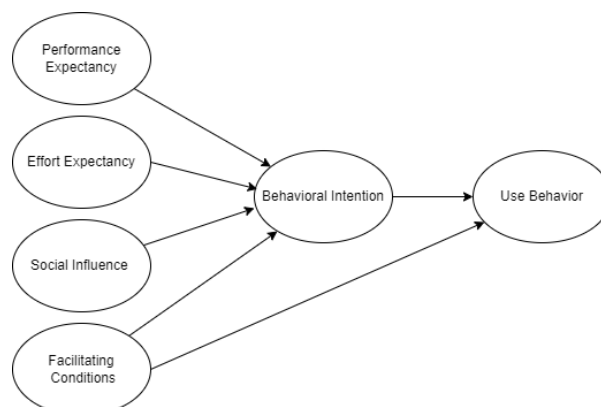 Performance
Expectancy
Effort Expectancy
Behavioral Intention
Use Behavior
Social Influence
Facilitating
Conditions